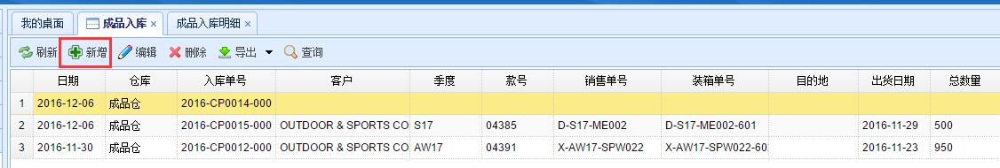 我的桌面 成品入库 × 成品入库明细 ×
刷新 新增 编辑 删除 导出 查询
日期 仓库 入库单号 客户 季度 款号 销售单号 装箱单号 目的地 出货日期 总数量
1 2016-12-06 成品仓 2016-CP0014-000
2 2016-12-06 成品仓 2016-CP0015-000 OUTDOOR & SPORTS CO S17 04385 D-S17-ME002 D-S17-ME002-601 2016-11-29 500
3 2016-11-30 成品仓 2016-CP0012-000 OUTDOOR & SPORTS CO AW17 04391 X-AW17-SPW022 X-AW17-SPW022-60 2016-11-23 950